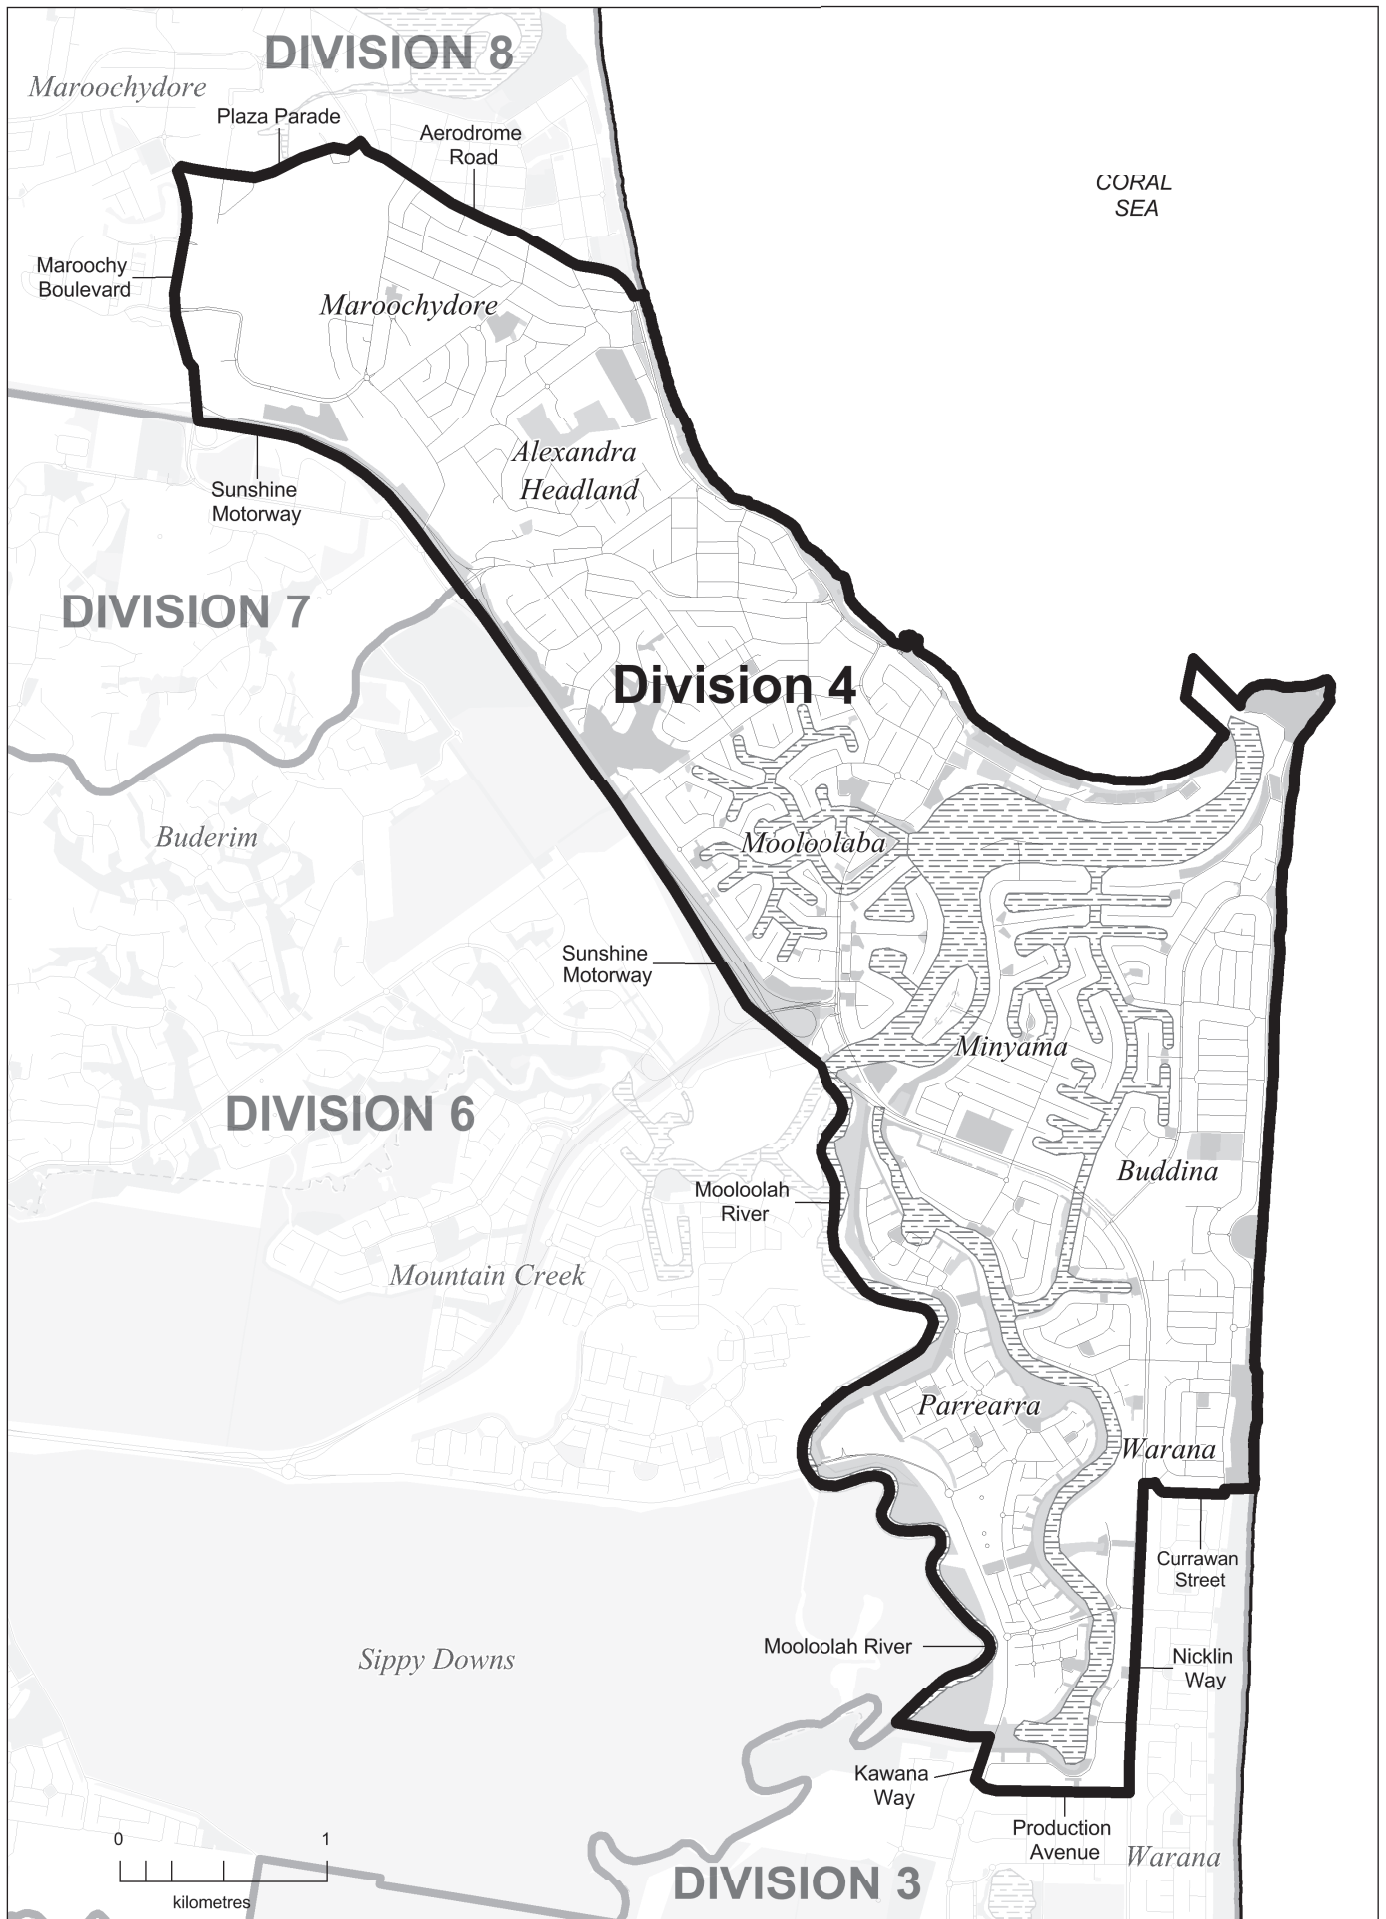 DIVISION 8
Maroochydore
Plaza Parade
Aerodrome
Road
CORAL
SEA
Maroochy
Boulevard
Maroochydore
Alexandra
Headland
Sunshine
Motorway
DIVISION 7
Division 4
Buderim
Mooloolaba
Sunshine
Motorway
Minyama
DIVISION 6
Buddina
Mooloolah
River
Mountain Creek
Parrearra
Warana
Currawan
Street
Mooloolah River
Nicklin
Way
Sippy Downs
Kawana
Way
Production
Avenue
Warana
0 1
kilometres
DIVISION 3